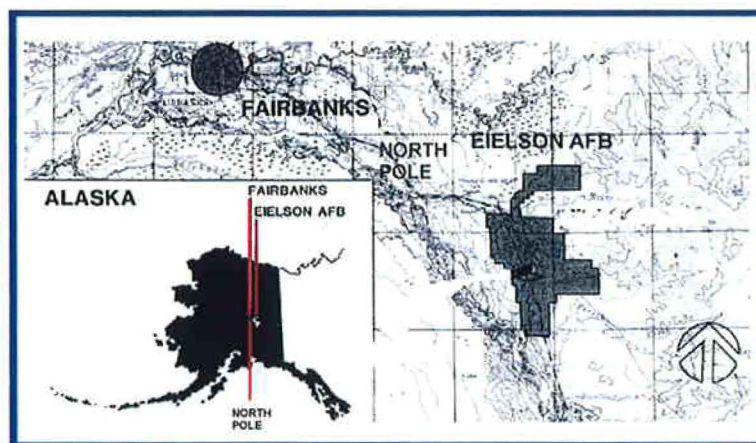 FAIRBANKS
NORTH
POLE
EIELSON AFB
ALASKA
FAIRBANKS
EIELSON AFB
NORTH
POLE